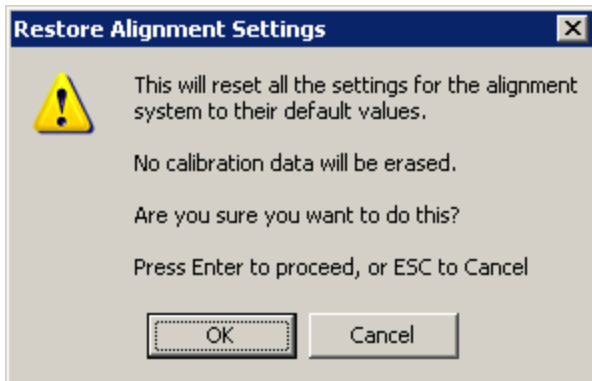 Restore Alignment Settings
This will reset all the settings for the alignment
system to their default values.
No calibration data will be erased.
Are you sure you want to do this?
Press Enter to proceed, or ESC to Cancel
OK Cancel